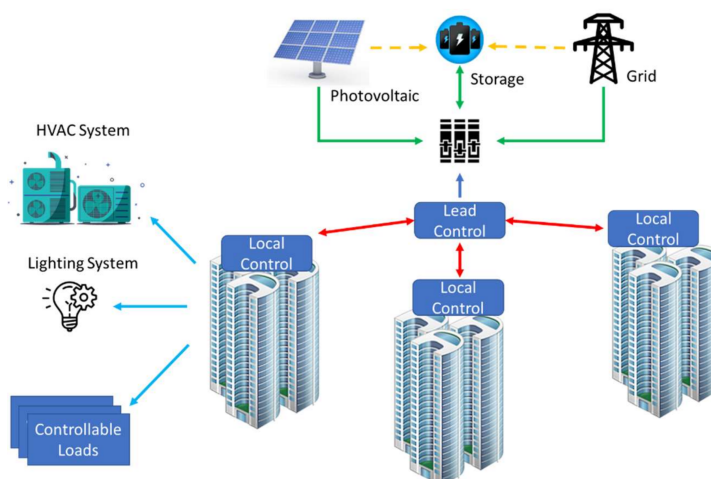 Photovoltaic
Storage
Grid
HVAC System
Lead
Control
Local
Control
Local
Control
Lighting System
Local
Control
Controllable
Loads